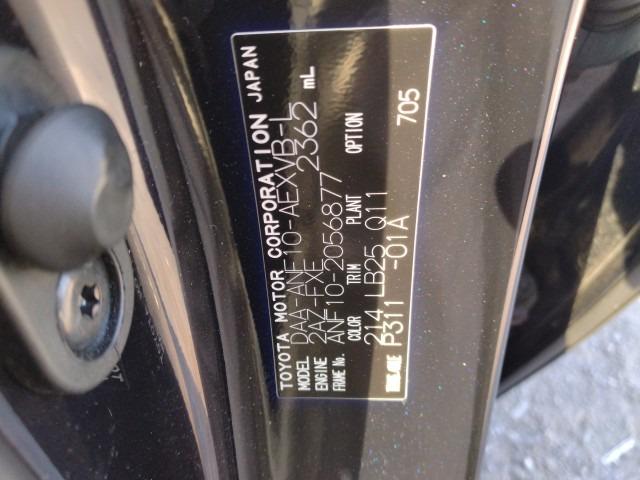 TOYOTA MOTOR CORPORATION JAPAN
MODEL DAA-ANF10-AEXVB-L
ENGINE 2AZ-FXE 2362 mL
FRAME No. ANF10-2056877
COLOR TRIM PLANT OPTION
214 LB25 Q11
P311 -01A 705